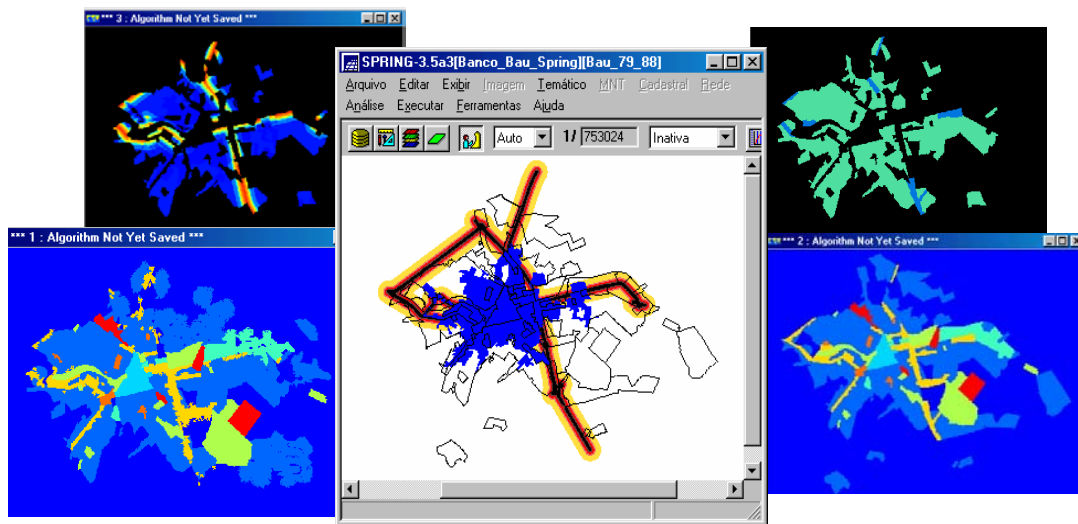 *** 3 : Algorithm Not Yet Saved ***
SPRING-3.5a3[Banco_Bau_Spring][Bau_79_88]
Arquivo Editar Exibir Imagem Temático MNT Cadastral Rede
Análise Executar Ferramentas Ajuda
Auto 1/ 753024 Inativa
*** 1 : Algorithm Not Yet Saved ***
*** 2 : Algorithm Not Yet Saved ***